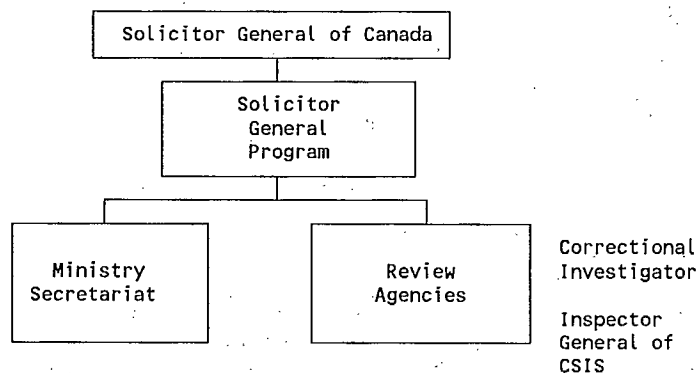 Solicitor General of Canada
Solicitor
General
Program
Ministry
Secretariat
Review
Agencies
Correctional
Investigator
Inspector
General of
CSIS